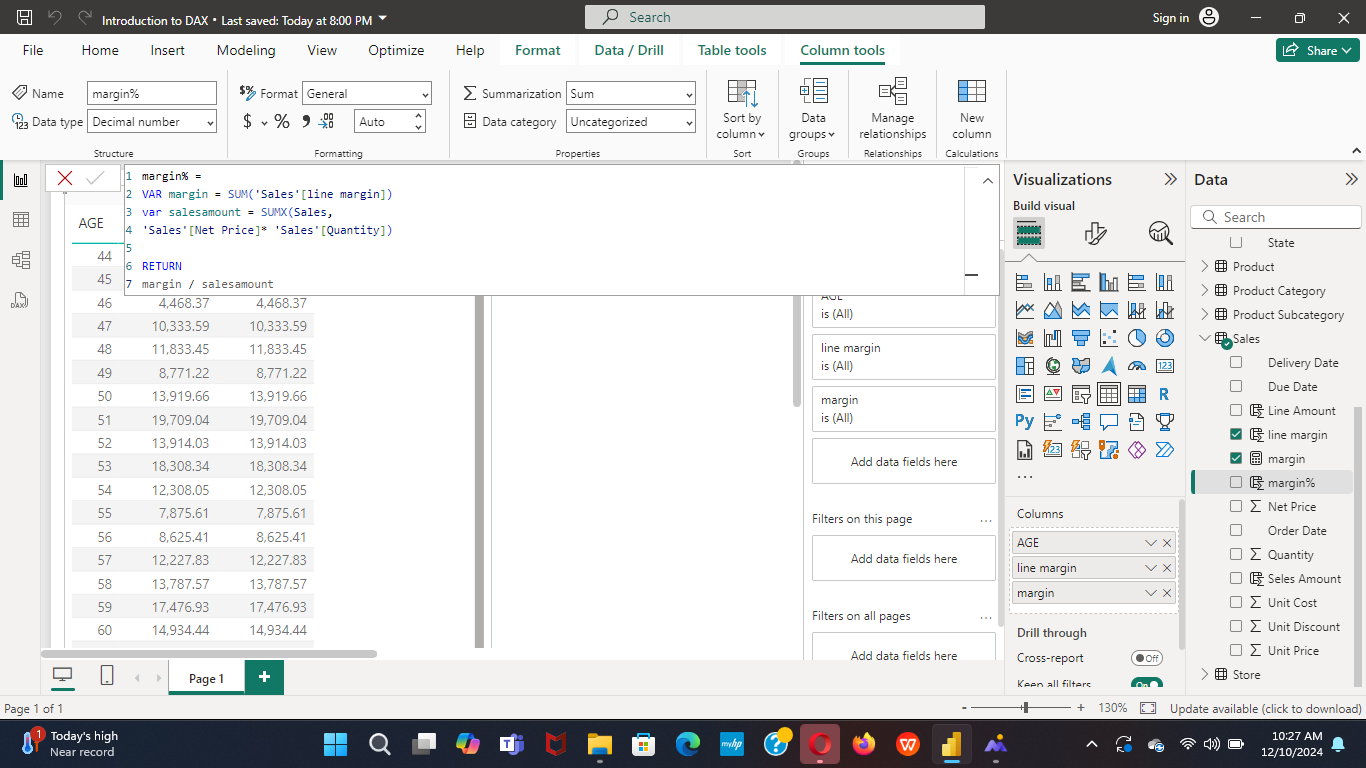 Introduction to DAX • Last saved: Today at 8:00 PM
Search
Sign in
File Home Insert Modeling View Optimize Help Format Data / Drill Table tools Column tools
Share
Name margin%
Data type Decimal number
Structure
$% Format General
$ % 9 .00 Auto
Formatting
Summarization Sum
Data category Uncategorized
Properties
Sort by
column
Sort
Data
groups
Groups
Manage
relationships
Relationships
New
column
Calculations
1 margin% =
2 VAR margin = SUM('Sales'[line margin])
3 var salesamount = SUMX(Sales,
4 'Sales'[Net Price]* 'Sales'[Quantity])
5
6 RETURN
7 margin / salesamount
AGE
44
45
46 4,468.37 4,468.37
47 10,333.59 10,333.59
48 11,833.45 11,833.45
49 8,771.22 8,771.22
50 13,919.66 13,919.66
51 19,709.04 19,709.04
52 13,914.03 13,914.03
53 18,308.34 18,308.34
54 12,308.05 12,308.05
55 7,875.61 7,875.61
56 8,625.41 8,625.41
57 12,227.83 12,227.83
58 13,787.57 13,787.57
59 17,476.93 17,476.93
60 14,934.44 14,934.44
AGE
is (All)
line margin
is (All)
margin
is (All)
Add data fields here
Filters on this page ...
Add data fields here
Filters on all pages ...
Add data fields here
Visualizations
Build visual
123
R
Py
123
...
Columns
AGE
line margin
margin
Drill through
Cross-report Off
Keep all filters On
Data
Search
State
Product
Product Category
Product Subcategory
Sales
Delivery Date
Due Date
Line Amount
line margin
margin
margin%
Net Price
Order Date
Quantity
Seles Amount
Unit Cost
Unit Discount
Unit Price
Store
DAX
Page 1
Page 1 of 1
- + 130%
Update available (click to download)
1
Today's high
Near record
myhp
10:27 AM
12/10/2024